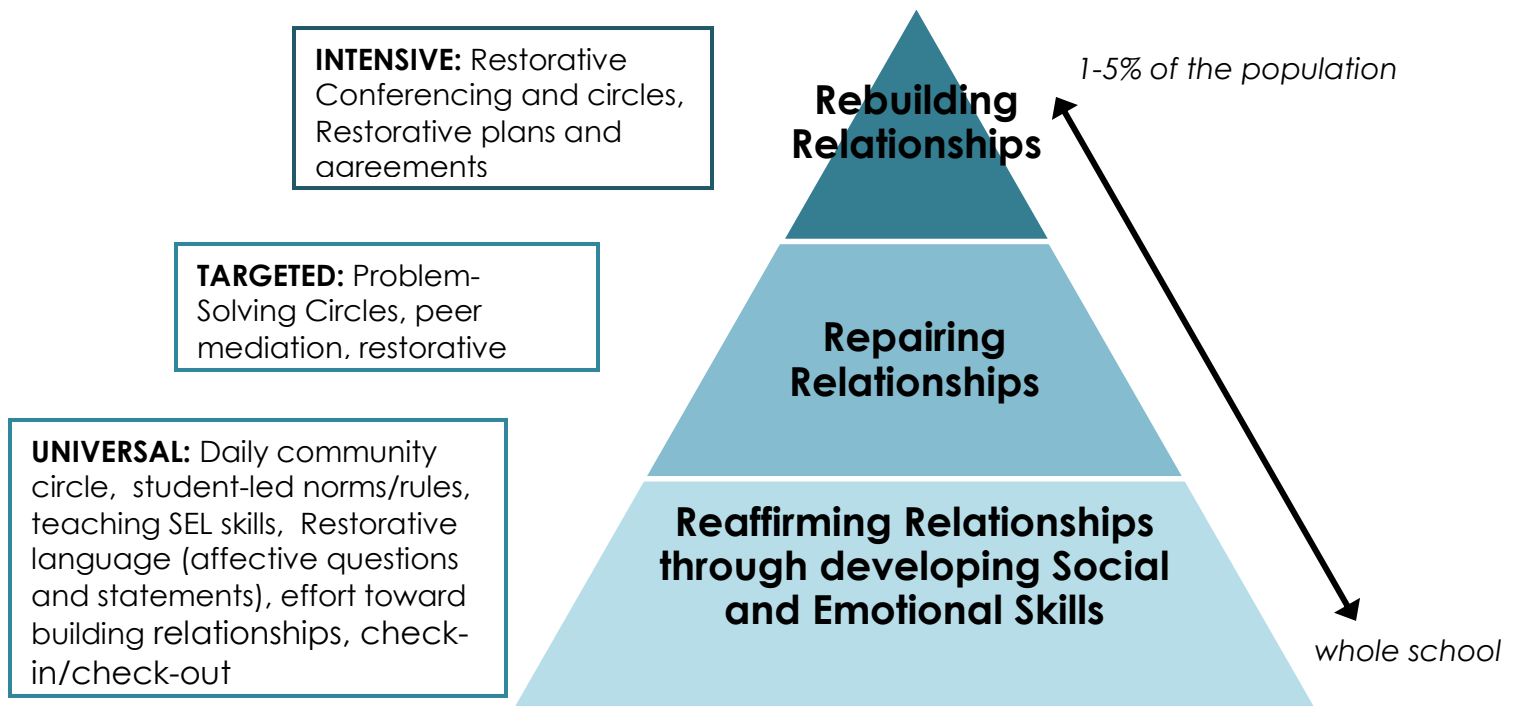 INTENSIVE: Restorative
Conferencing and circles,
Restorative plans and
agreements
Rebuilding
Relationships
1-5% of the population
TARGETED: Problem-
Solving Circles, peer
mediation, restorative
Repairing
Relationships
UNIVERSAL: Daily community
circle, student-led norms/rules,
teaching SEL skills, Restorative
language (affective questions
and statements), effort toward
building relationships, check-
in/check-out
Reaffirming Relationships
through developing Social
and Emotional Skills
whole school